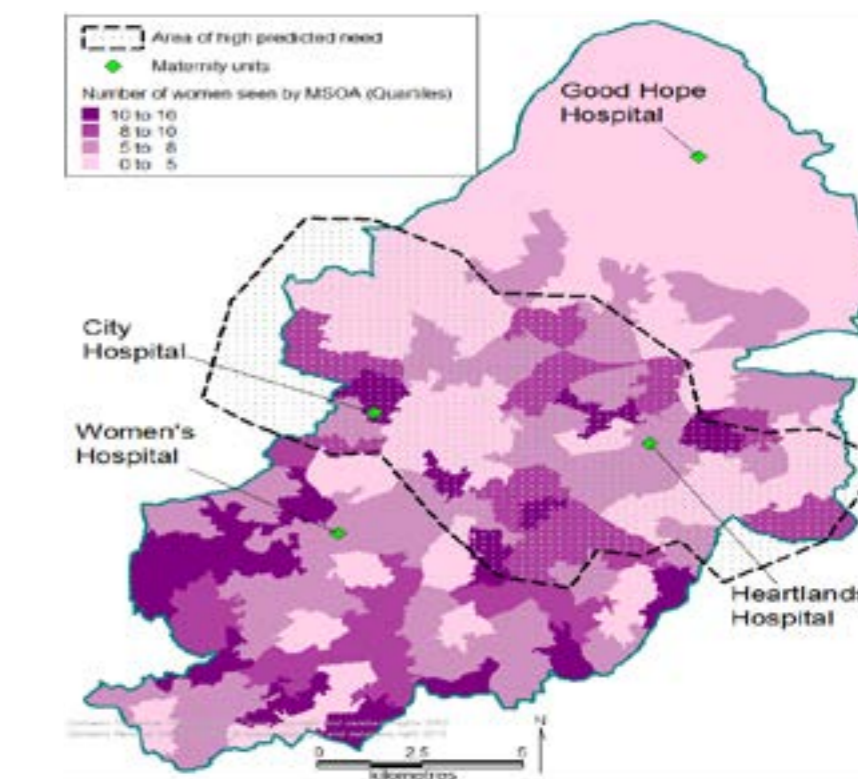 Area of high predicted need
Maternity units
Number of women seen by MSOA (Quartiles)
10 to 16
8 to 10
5 to 8
0 to 5
Good Hope
Hospital
City
Hospital
Women's
Hospital
Heartlands
Hospital
N
0 2.5 5
kilometres